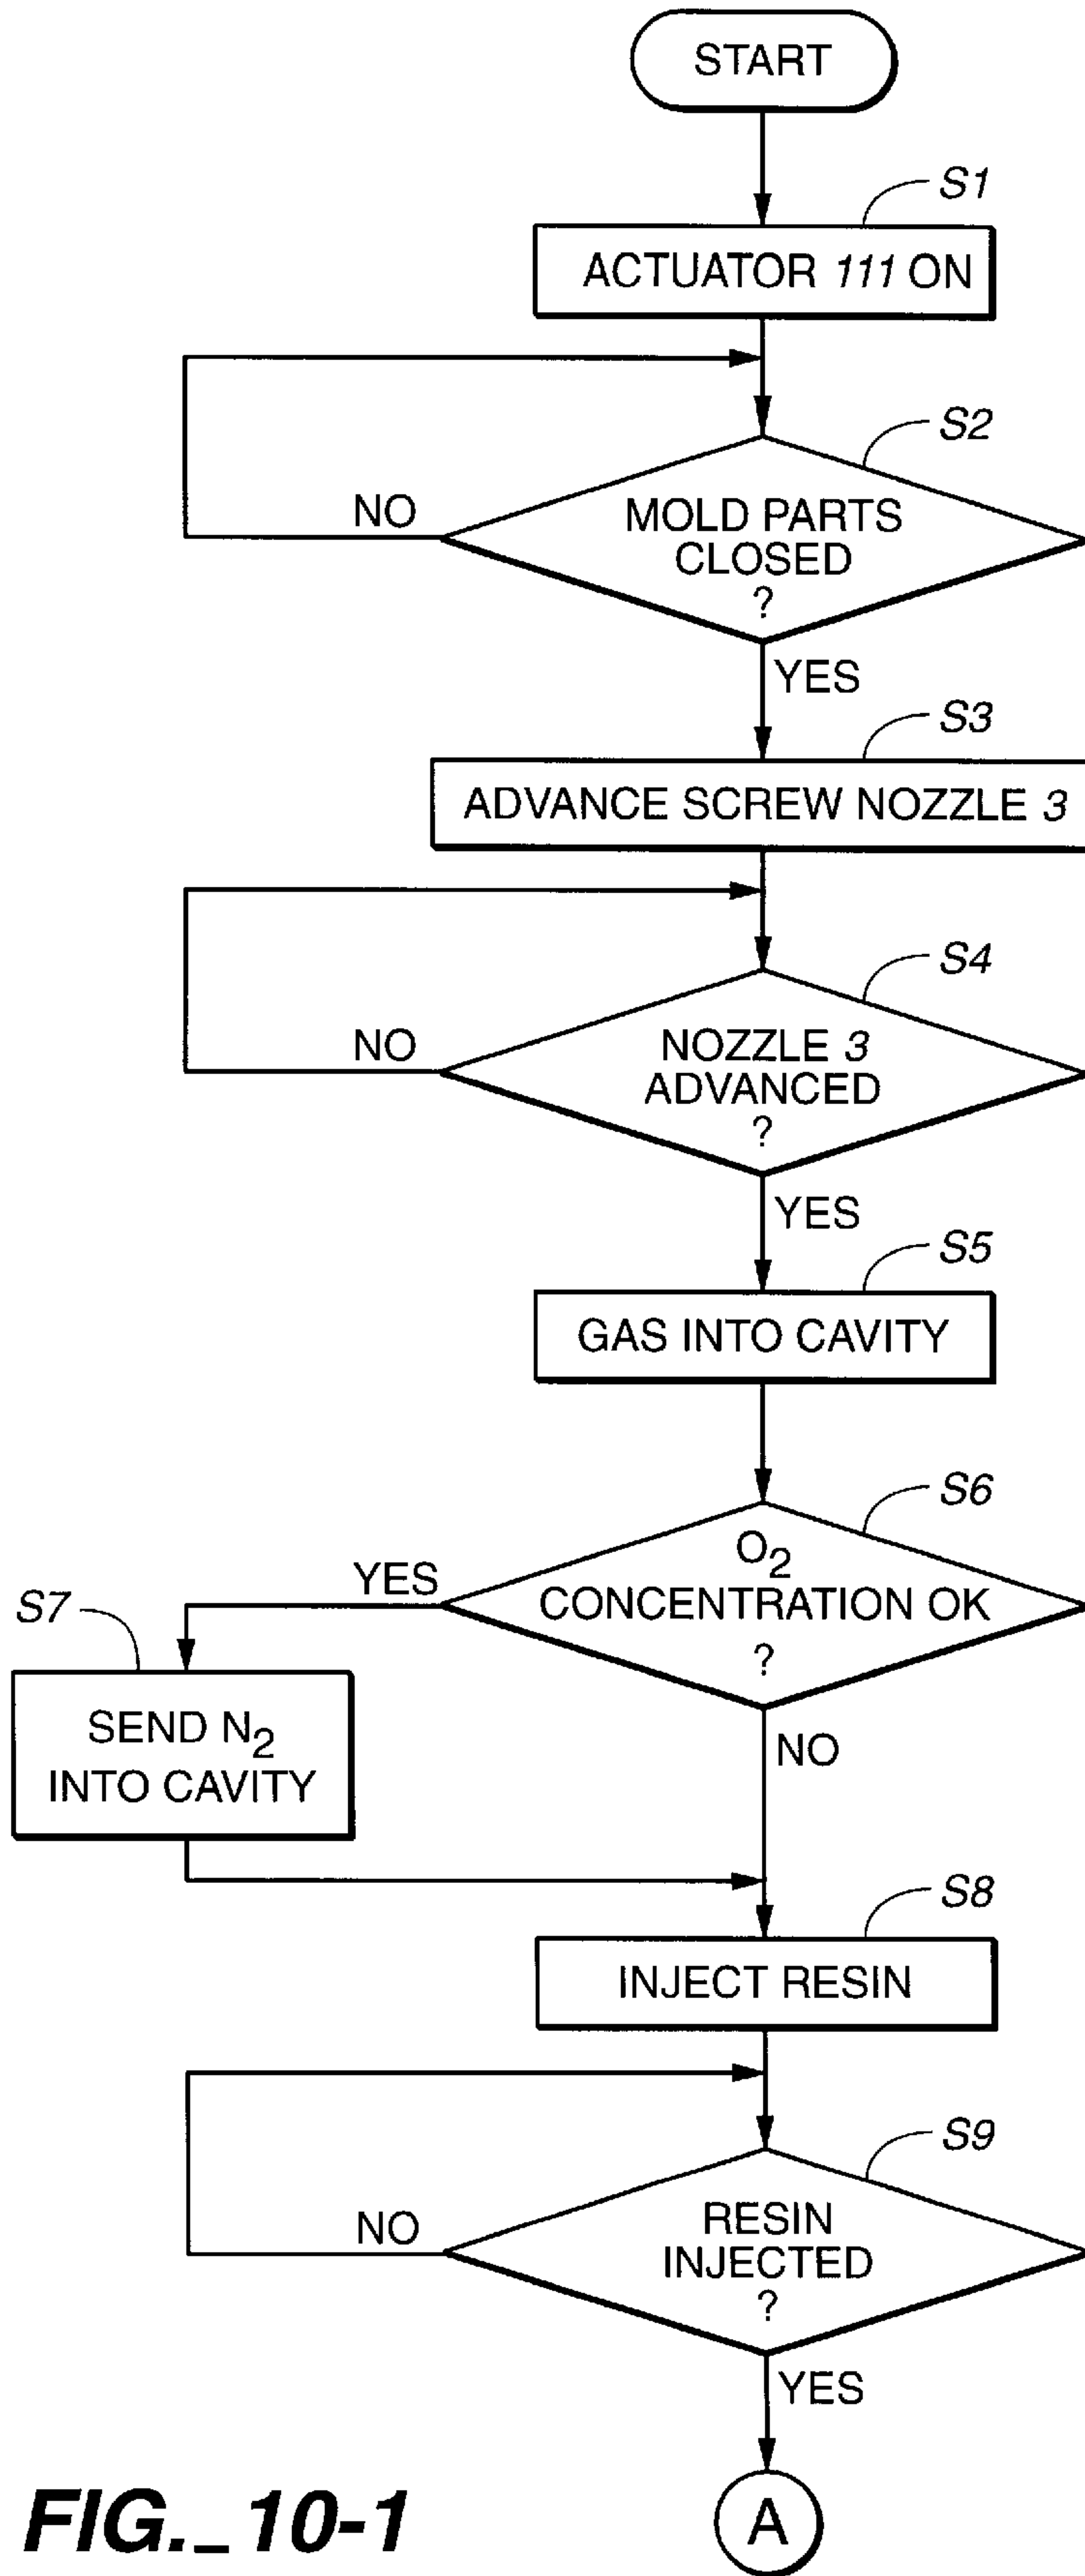 START
S1
ACTUATOR 111 ON
S2
NO
MOLD PARTS
CLOSED
?
YES
S3
ADVANCE SCREW NOZZLE 3
S4
NO
NOZZLE 3
ADVANCED
?
YES
S5
GAS INTO CAVITY
S6
YES
O2
CONCENTRATION OK
?
S7
NO
SEND N2
INTO CAVITY
S8
INJECT RESIN
S9
NO
RESIN
INJECTED
?
YES
FIG._10-1
A